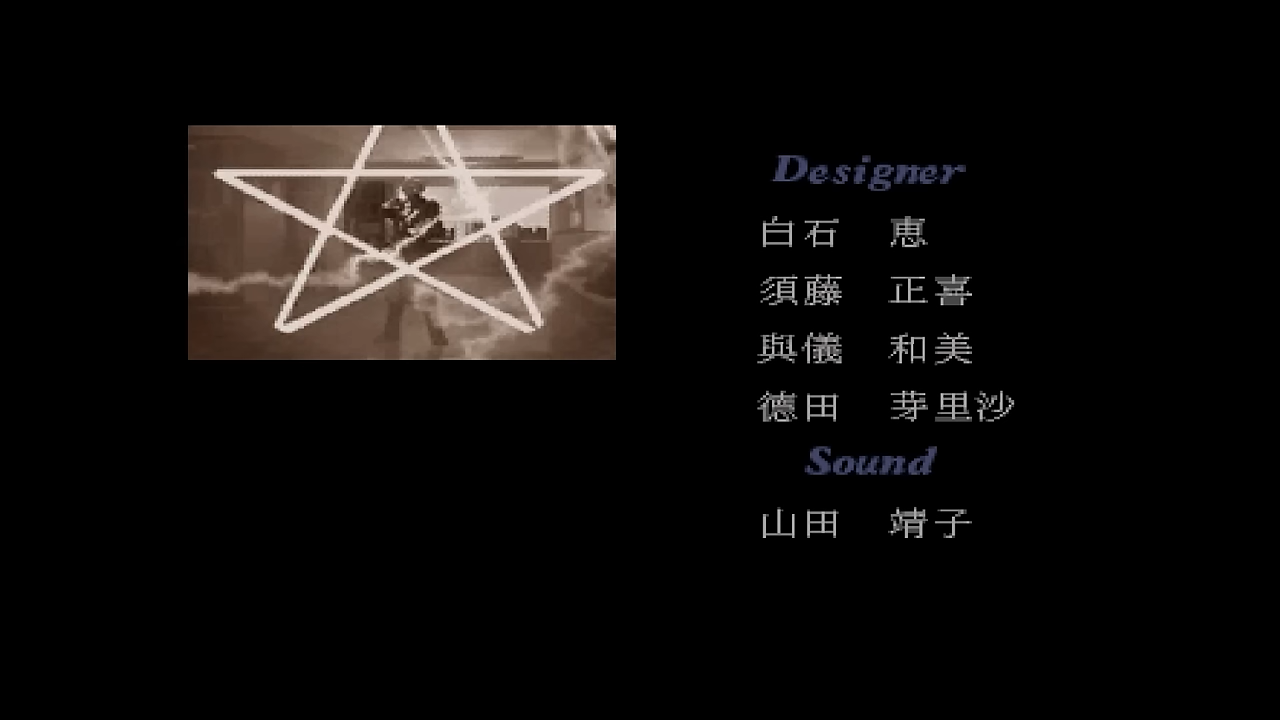 Designer
白石 恵
須藤 正喜
與儀 和美
德田 芽里沙
Sound
山田 靖子